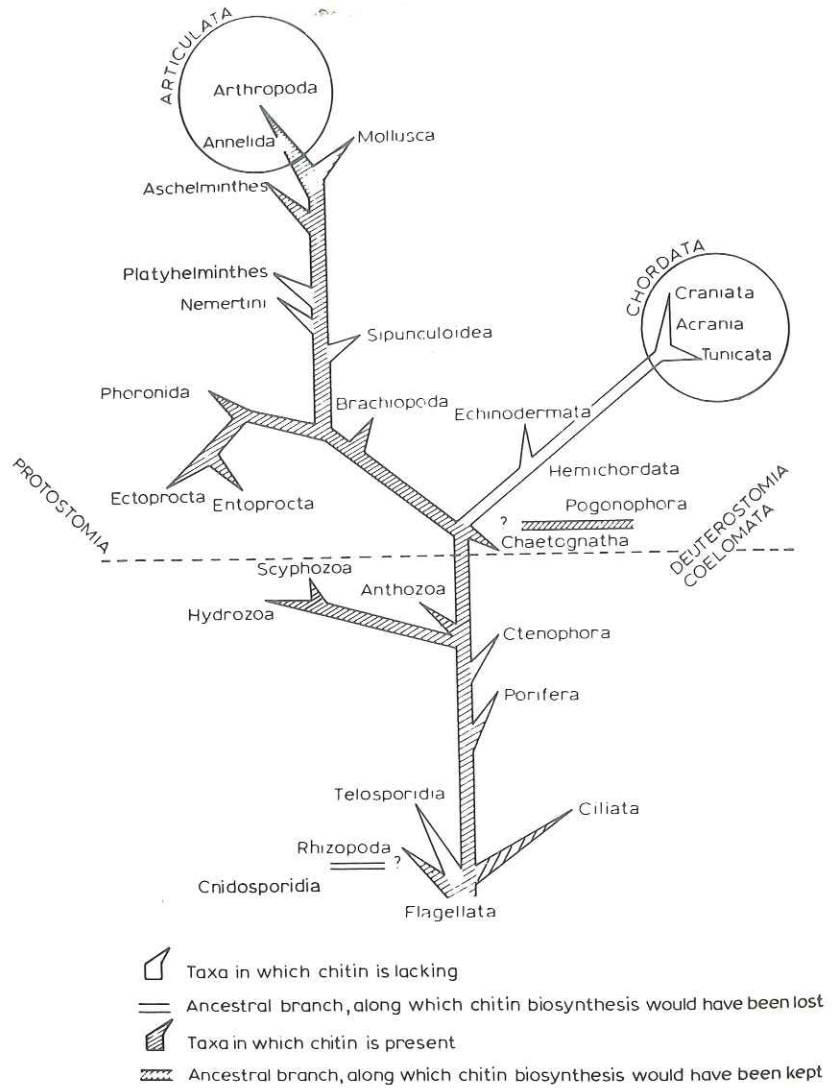 ARTICULATA
Arthropoda
Annelida
Mollusca
Aschelminthes
CHORDATA
Platyhelminthes
Craniata
Nemertini
Acrania
Sipunculoidea
Tunicata
Phoronida
Brachiopoda
Echinodermata
PROTOSTOMIA
Hemichordata
Ectoprocta
Entoprocta
Pogonophora
?
Chaetognatha
DEUTEROSTOMIA
COELOMATA
Scyphozoa
Anthozoa
Hydrozoa
Ctenophora
Porifera
Telosporidia
Ciliata
Rhizopoda
?
Cnidosporidia
Flagellata
Taxa in which chitin is lacking
Ancestral branch, along which chitin biosynthesis would have been lost
Taxa in which chitin is present
Ancestral branch, along which chitin biosynthesis would have been kept